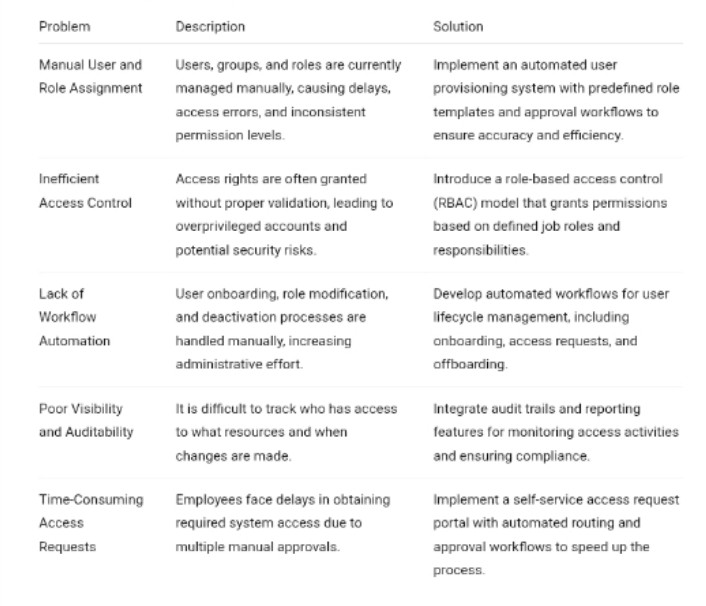 Problem Description Solution
Manual User and Role Assignment
Users, groups, and roles are currently
managed manually, causing delays,
access errors, and inconsistent
permission levels.
Implement an automated user
provisioning system with predefined role
templates and approval workflows to
ensure accuracy and efficiency.
Inefficient
Access Control
Access rights are often granted
without proper validation, leading to
overprivileged accounts and
potential security risks.
Introduce a role-based access control
(RBAC) model that grants permissions
based on defined job roles and
responsibilities.
Lack of
Workflow
Automation
User onboarding, role modification,
and deactivation processes are
handled manually, increasing
administrative effort.
Develop automated workflows for user
lifecycle management, including
onboarding, access requests, and
offboarding.
Poor Visibility
and Auditability
It is difficult to track who has access
to what resources and when
changes are made.
Integrate audit trails and reporting
features for monitoring access activities
and ensuring compliance.
Time-Consuming
Access
Requests
Employees face delays in obtaining
required system access due to
multiple manual approvals.
Implement a self-service access request
portal with automated routing and
approval workflows to speed up the
process.